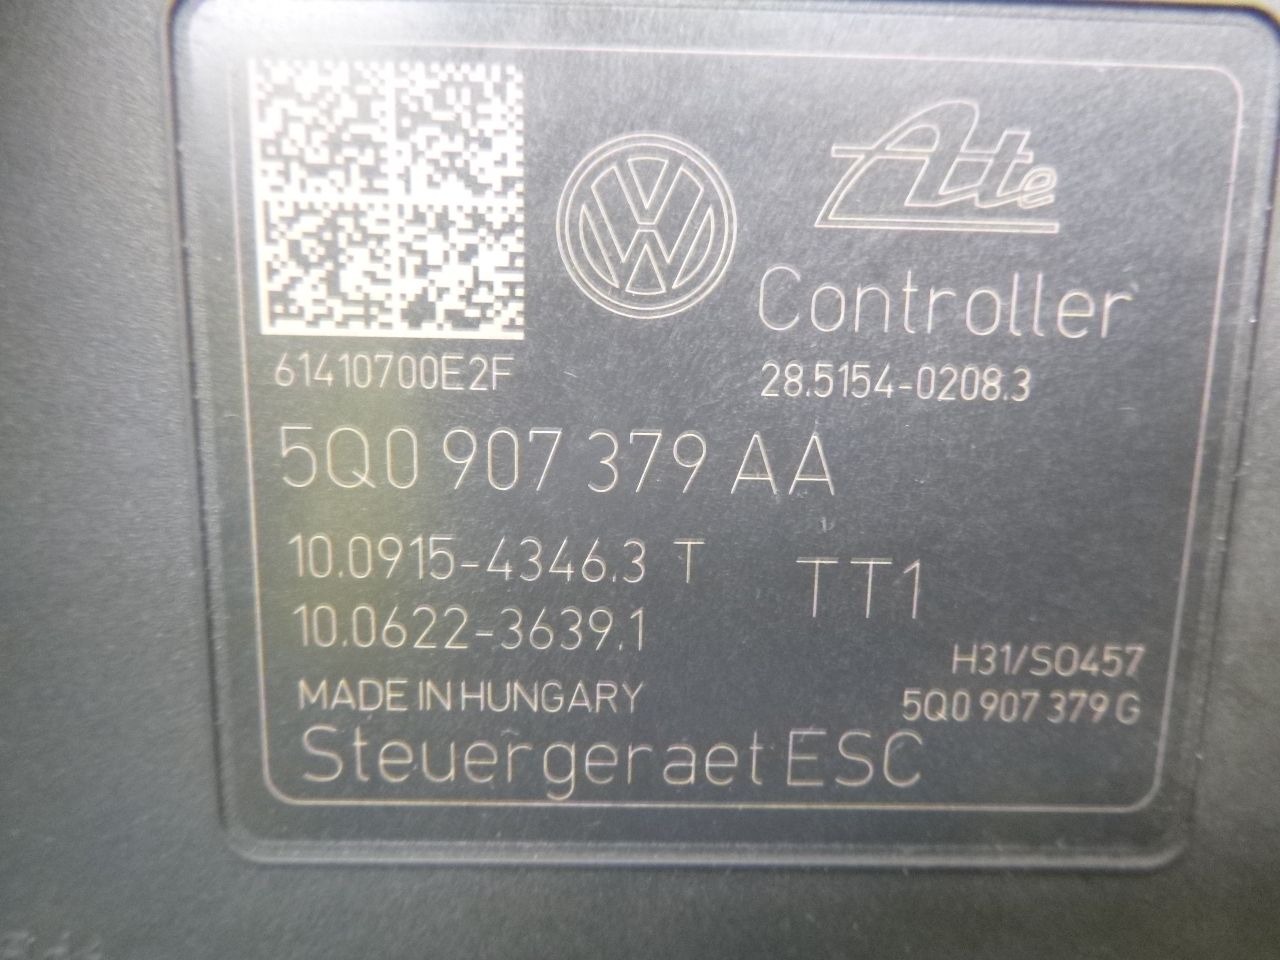 Ate
Controller
61410700E2F
28.5154-0208.3
5Q0 907 379 AA
10.0915-4346.3 T
TT1
10.0622-3639.1
H31/S0457
MADE IN HUNGARY
5Q0 907 379 G
Steuergeraet ESC